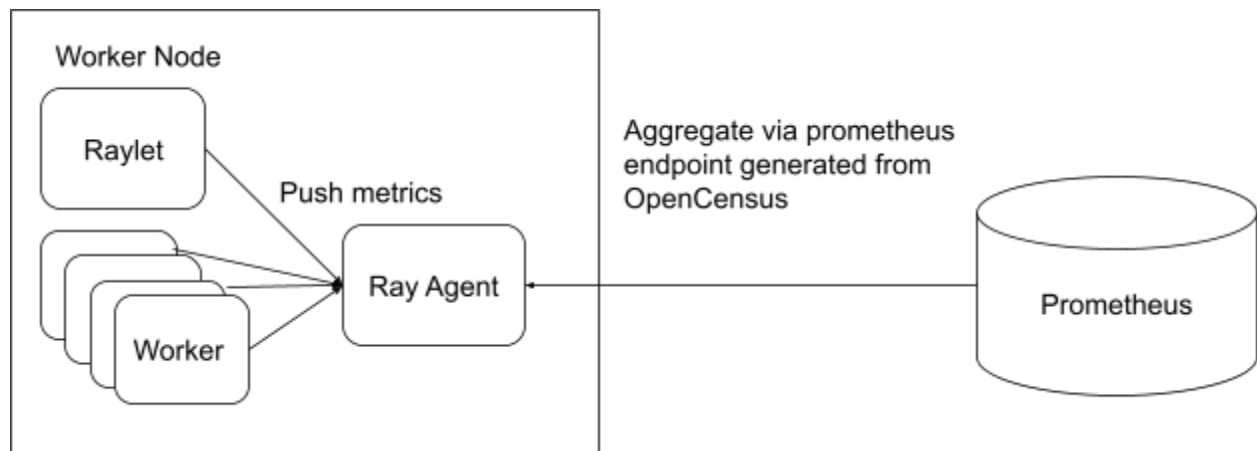 Worker Node
Raylet
Push metrics
Worker
Ray Agent
Aggregate via prometheus
endpoint generated from
OpenCensus
Prometheus